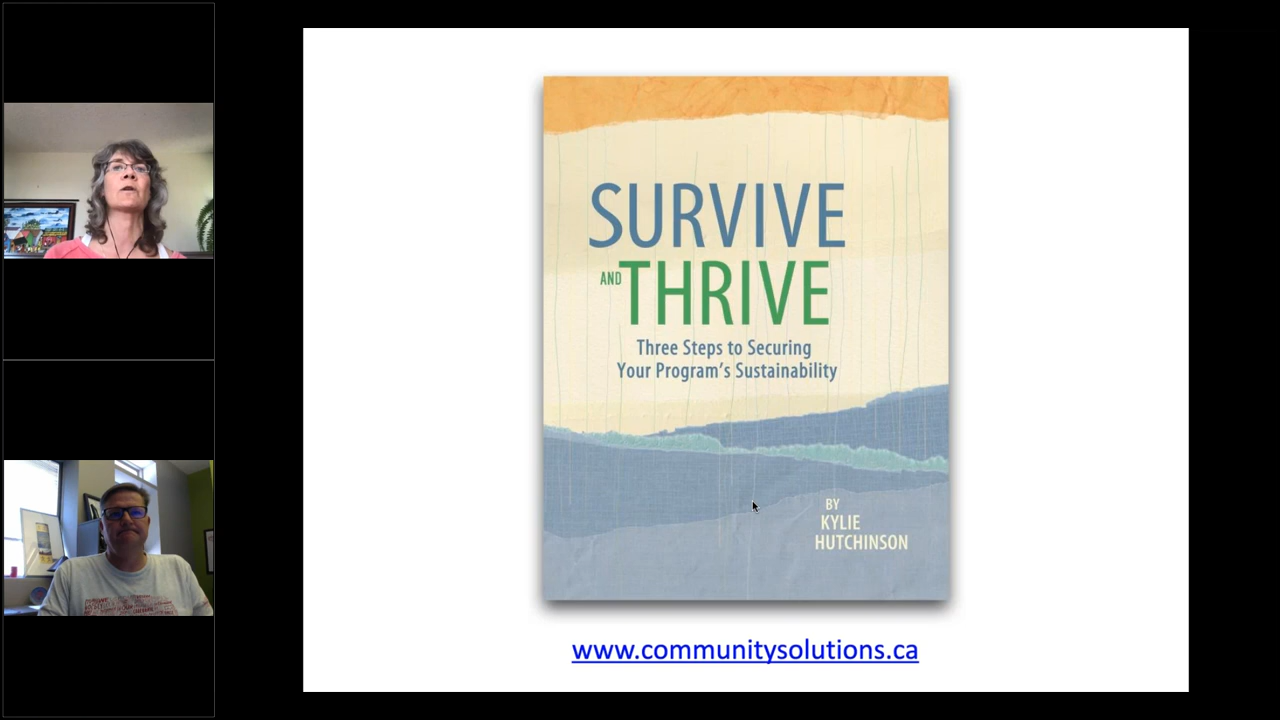 SURVIVE
AND THRIVE
Three Steps to Securing
Your Program's Sustainability
BY
KYLIE
HUTCHINSON
www.communitysolutions.ca